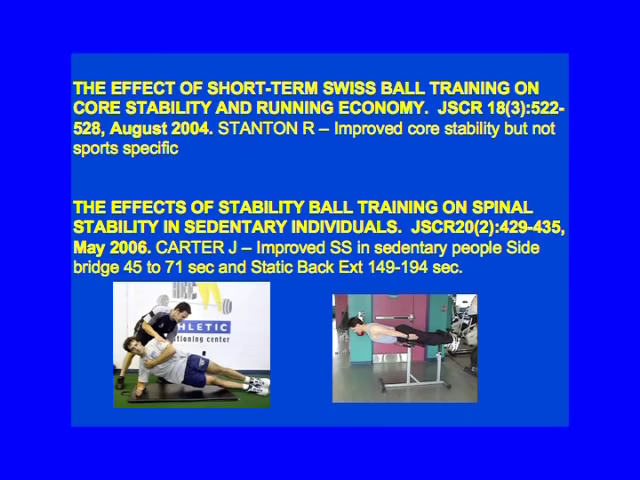 THE EFFECT OF SHORT-TERM SWISS BALL TRAINING ON
CORE STABILITY AND RUNNING ECONOMY. JSCR 18(3):522-
528, August 2004. STANTON R – Improved core stability but not
sports specific
THE EFFECTS OF STABILITY BALL TRAINING ON SPINAL
STABILITY IN SEDENTARY INDIVIDUALS. JSCR20(2):429-435,
May 2006. CARTER J – Improved SS in sedentary people Side
bridge 45 to 71 sec and Static Back Ext 149-194 sec.
HLETIC
tioning center